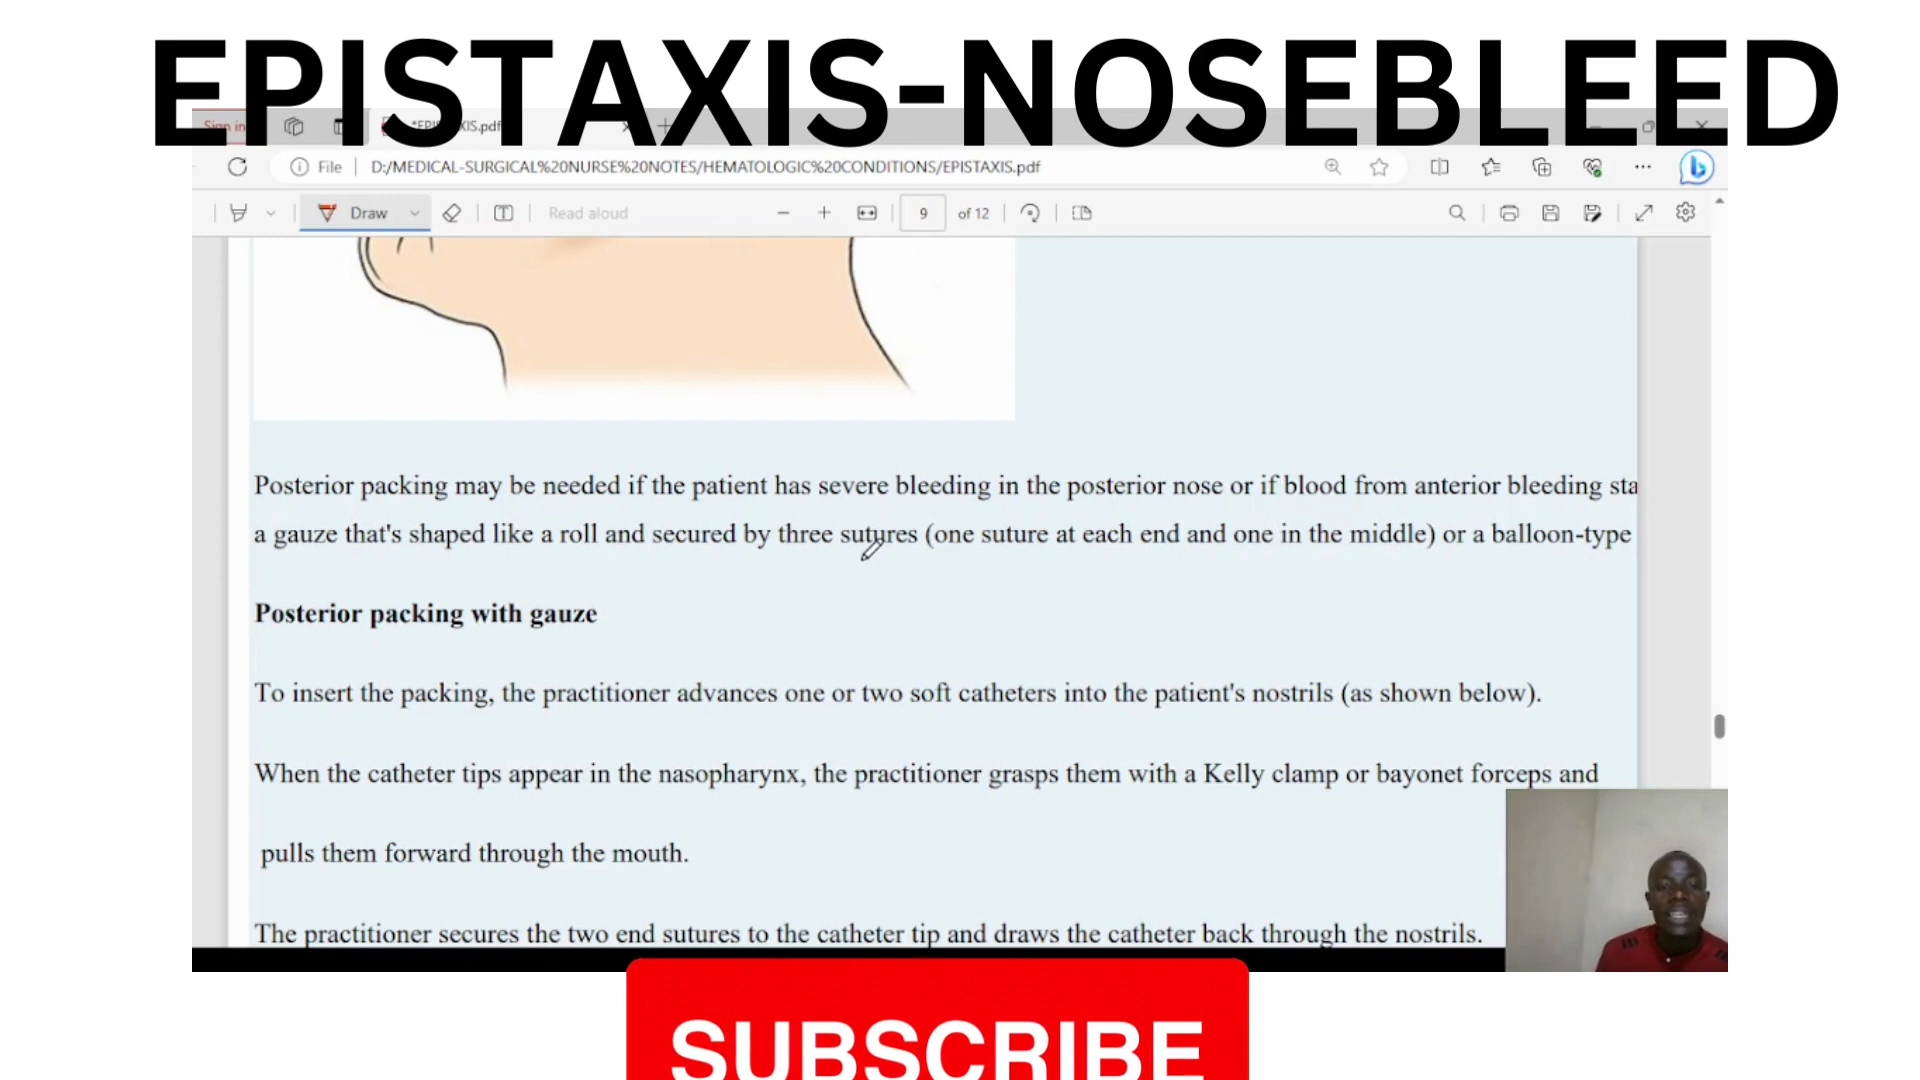 EPISTAXIS-NOSEBLEED
Sign in
File
D:/MEDICAL-SURGICAL%20NURSE%20NOTES/HEMATOLOGIC%20CONDITIONS/EPISTAXIS.pdf
Draw
Read aloud
9 of 12
Posterior packing may be needed if the patient has severe bleeding in the posterior nose or if blood from anterior bleeding sta
a gauze that's shaped like a roll and secured by three sutures (one suture at each end and one in the middle) or a balloon-type
Posterior packing with gauze
To insert the packing, the practitioner advances one or two soft catheters into the patient's nostrils (as shown below).
When the catheter tips appear in the nasopharynx, the practitioner grasps them with a Kelly clamp or bayonet forceps and
pulls them forward through the mouth.
The practitioner secures the two end sutures to the catheter tip and draws the catheter back through the nostrils.
SUBSCRIBE